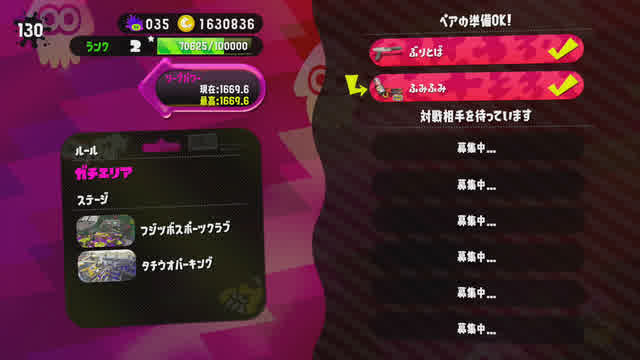 130
035 1630836
ランク 2 70625/100000
リーグパワー
現在:1669.6
最高:1669.6
ルール
ガチエリア
ステージ
フジツボスポーツクラブ
タチウオパーキング
ペアの準備OK!
ぷりとぱ
ふみふみ
対戦相手を待っています
募集中...
募集中...
募集中...
募集中...
募集中...
募集中...